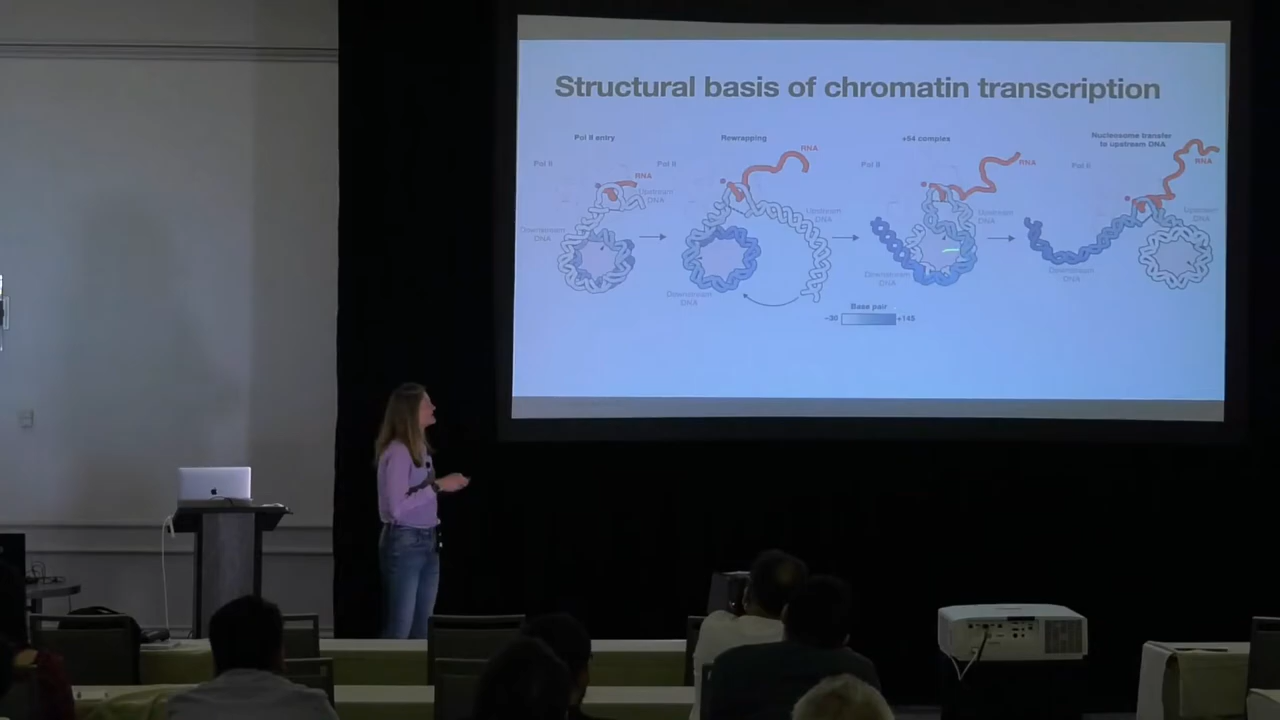 Structural basis of chromatin transcription
Pol II entry
Pol II
RNA
Upstream
DNA
Downstream
DNA
Rewrapping
Pol II
RNA
Upstream
DNA
Downstream
DNA
+54 complex
Pol II
RNA
Upstream
DNA
Downstream
DNA
Nucleosome transfer
to upstream DNA
Pol II
RNA
Upstream
DNA
Downstream
DNA
Base pair
−30
+145